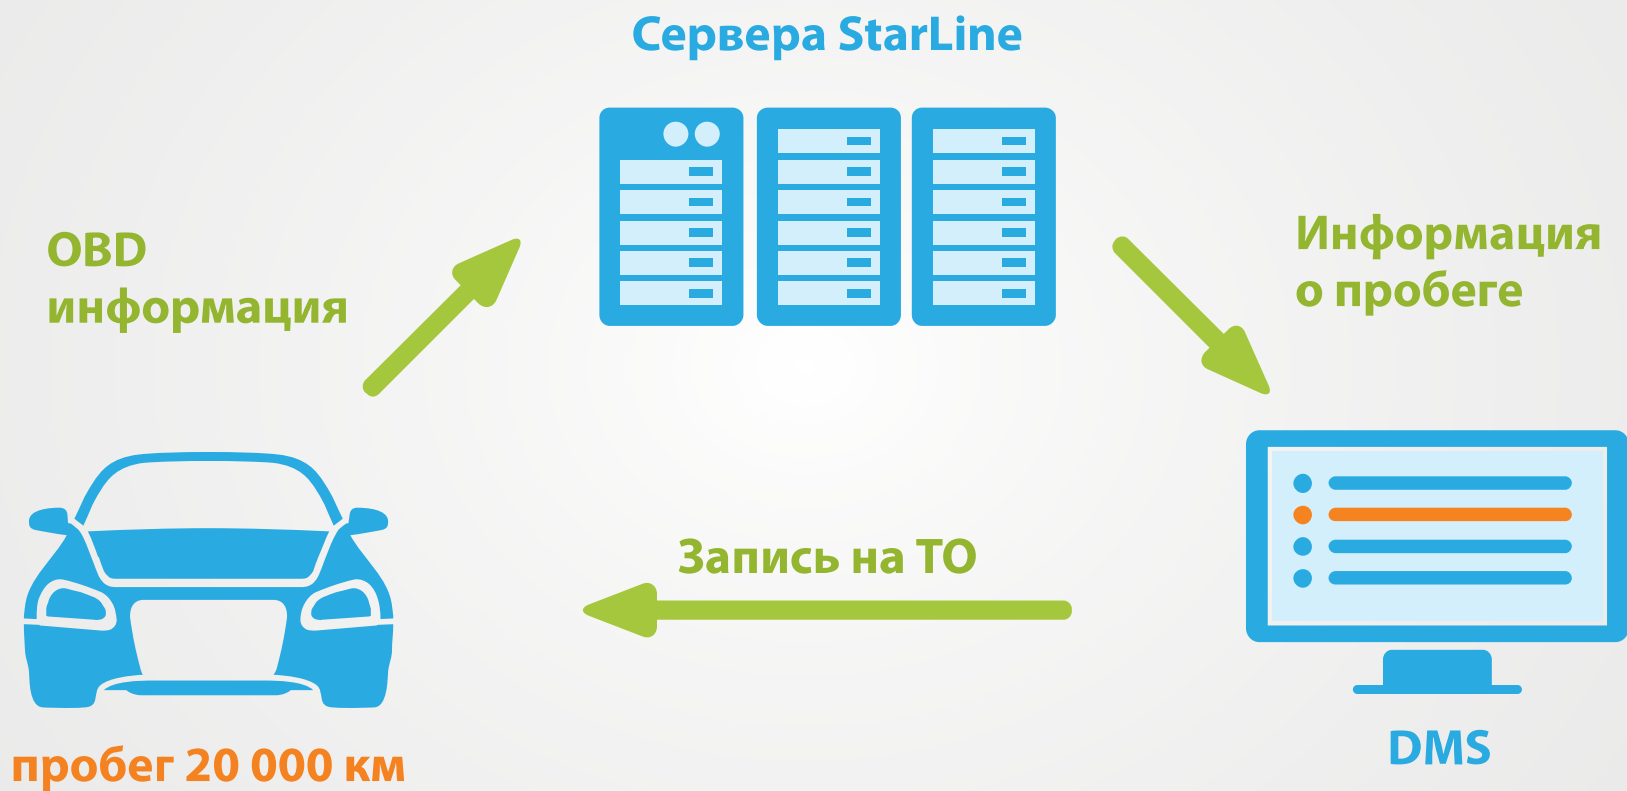 Сервера StarLine
OBD
информация
Информация
о пробеге
Запись на ТО
пробег 20 000 км
DMS